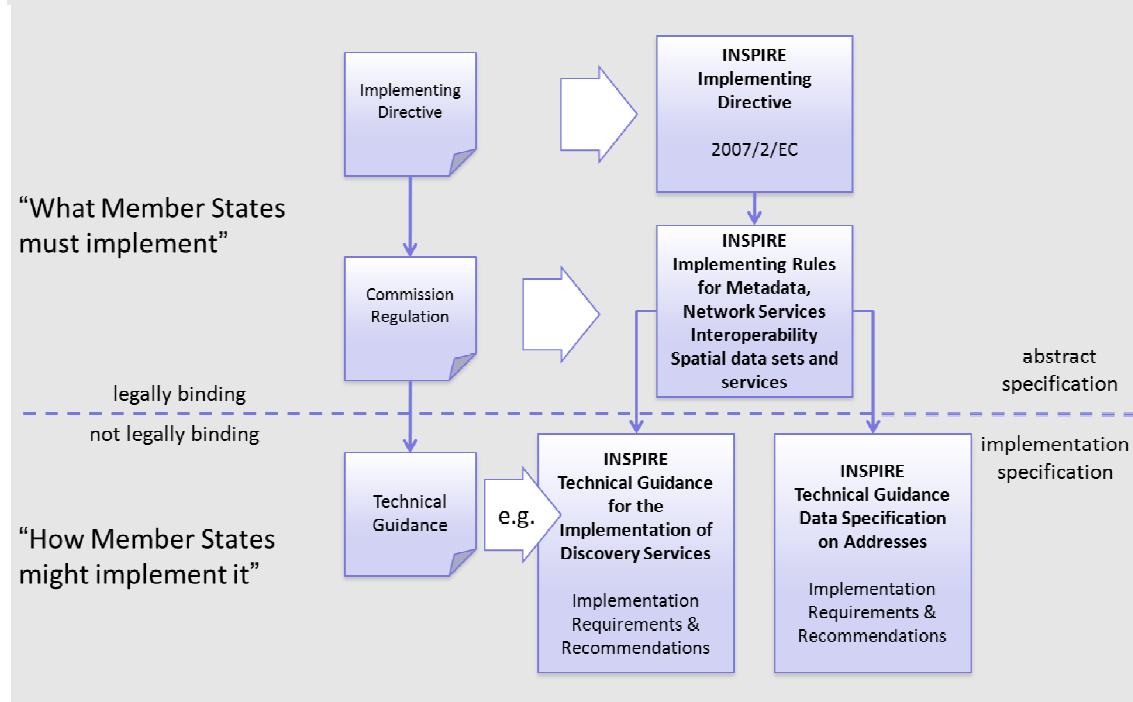 Implementing
Directive
INSPIRE
Implementing
Directive
2007/2/EC
“What Member States
must implement”
Commission
Regulation
INSPIRE
Implementing Rules
for Metadata,
Network Services
Interoperability
Spatial data sets and
services
abstract
specification
legally binding
not legally binding
implementation
specification
“How Member States
might implement it”
Technical
Guidance
e.g.
INSPIRE
Technical Guidance
for the
Implementation of
Discovery Services
Implementation
Requirements &
Recommendations
INSPIRE
Technical Guidance
Data Specification
on Addresses
Implementation
Requirements &
Recommendations